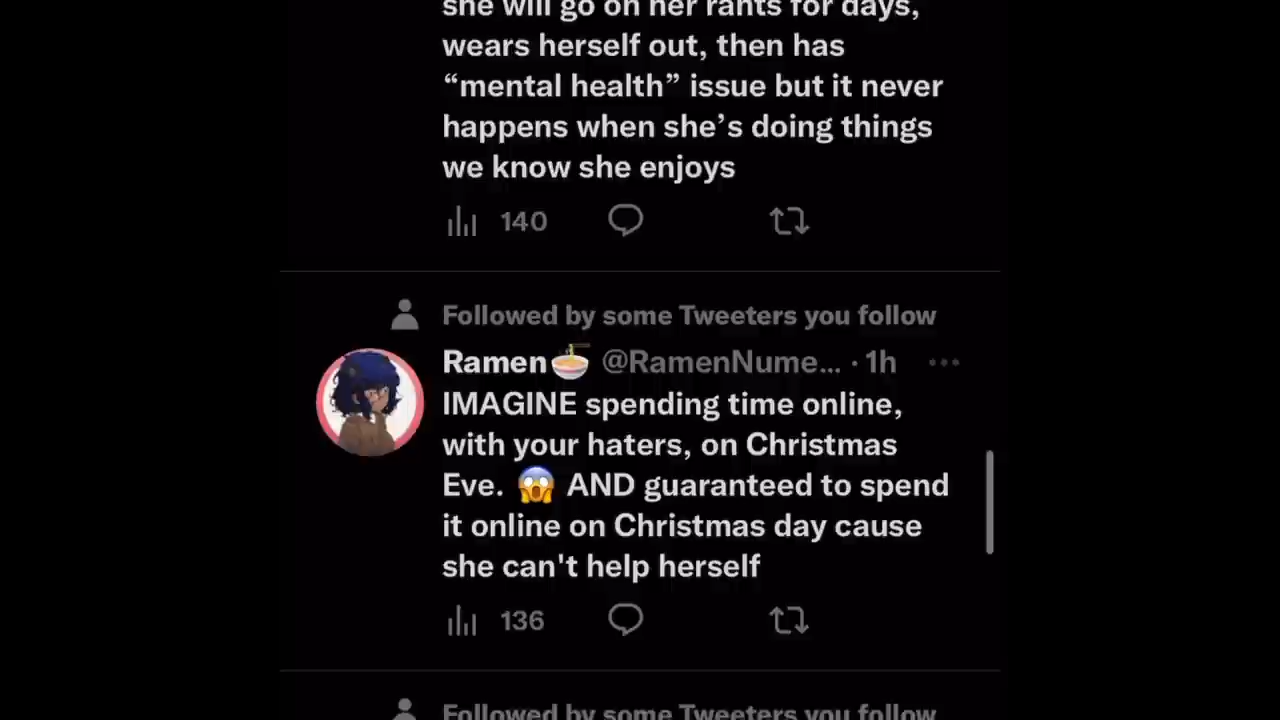 she will go on her rants for days,
wears herself out, then has
“mental health” issue but it never
happens when she’s doing things
we know she enjoys
140
Followed by some Tweeters you follow
Ramen🍜 @RamenNume... · 1h
IMAGINE spending time online,
with your haters, on Christmas
Eve. 😱 AND guaranteed to spend
it online on Christmas day cause
she can't help herself
136
Followed by some Tweeters you follow